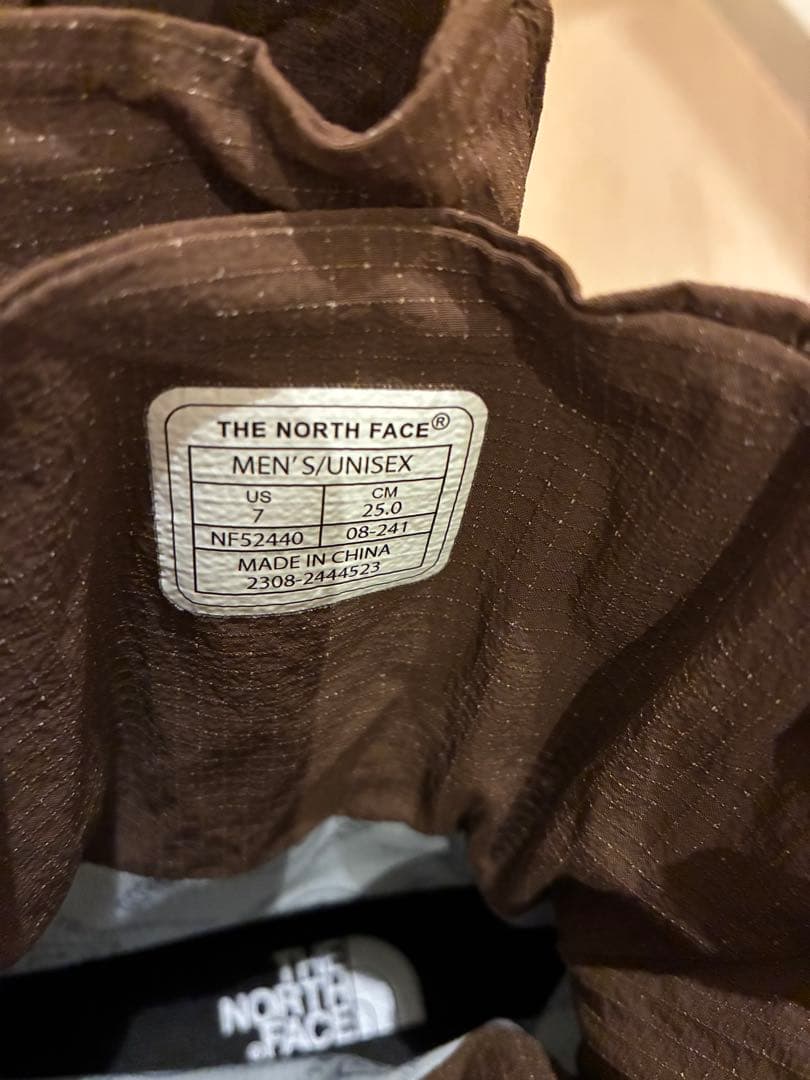 THE NORTH FACE®
MEN'S/UNISEX
US CM
7 25.0
NF52440 08-241
MADE IN CHINA
2308-2444523
THE
NORTH
FACE